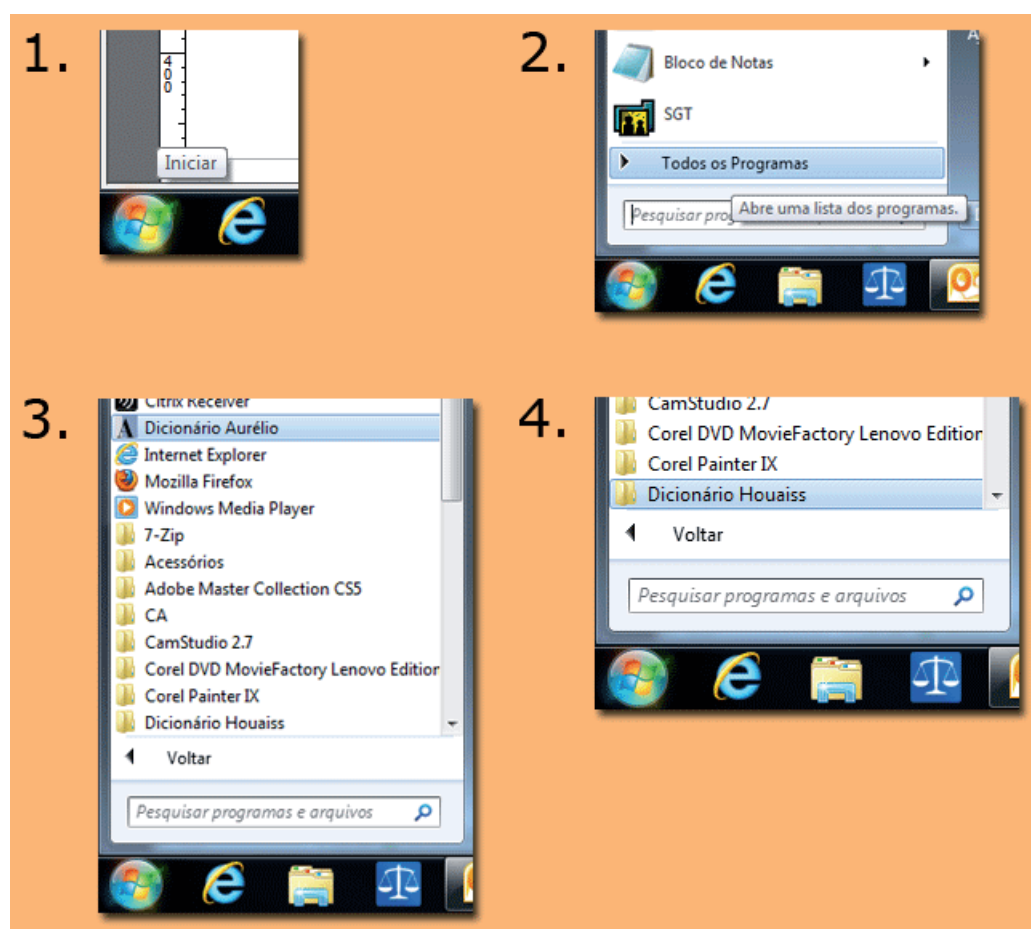 1.
4
0
0
Iniciar
2.
Bloco de Notas
SGT
Todos os Programas
Pesquisar prog
Abre uma lista dos programas.
3.
Citrix Receiver
Dicionário Aurélio
Internet Explorer
Mozilla Firefox
Windows Media Player
7-Zip
Acessórios
Adobe Master Collection CS5
CA
CamStudio 2.7
Corel DVD MovieFactory Lenovo Edition
Corel Painter IX
Dicionário Houaiss
Voltar
Pesquisar programas e arquivos
4.
CamStudio 2.7
Corel DVD MovieFactory Lenovo Edition
Corel Painter IX
Dicionário Houaiss
Voltar
Pesquisar programas e arquivos